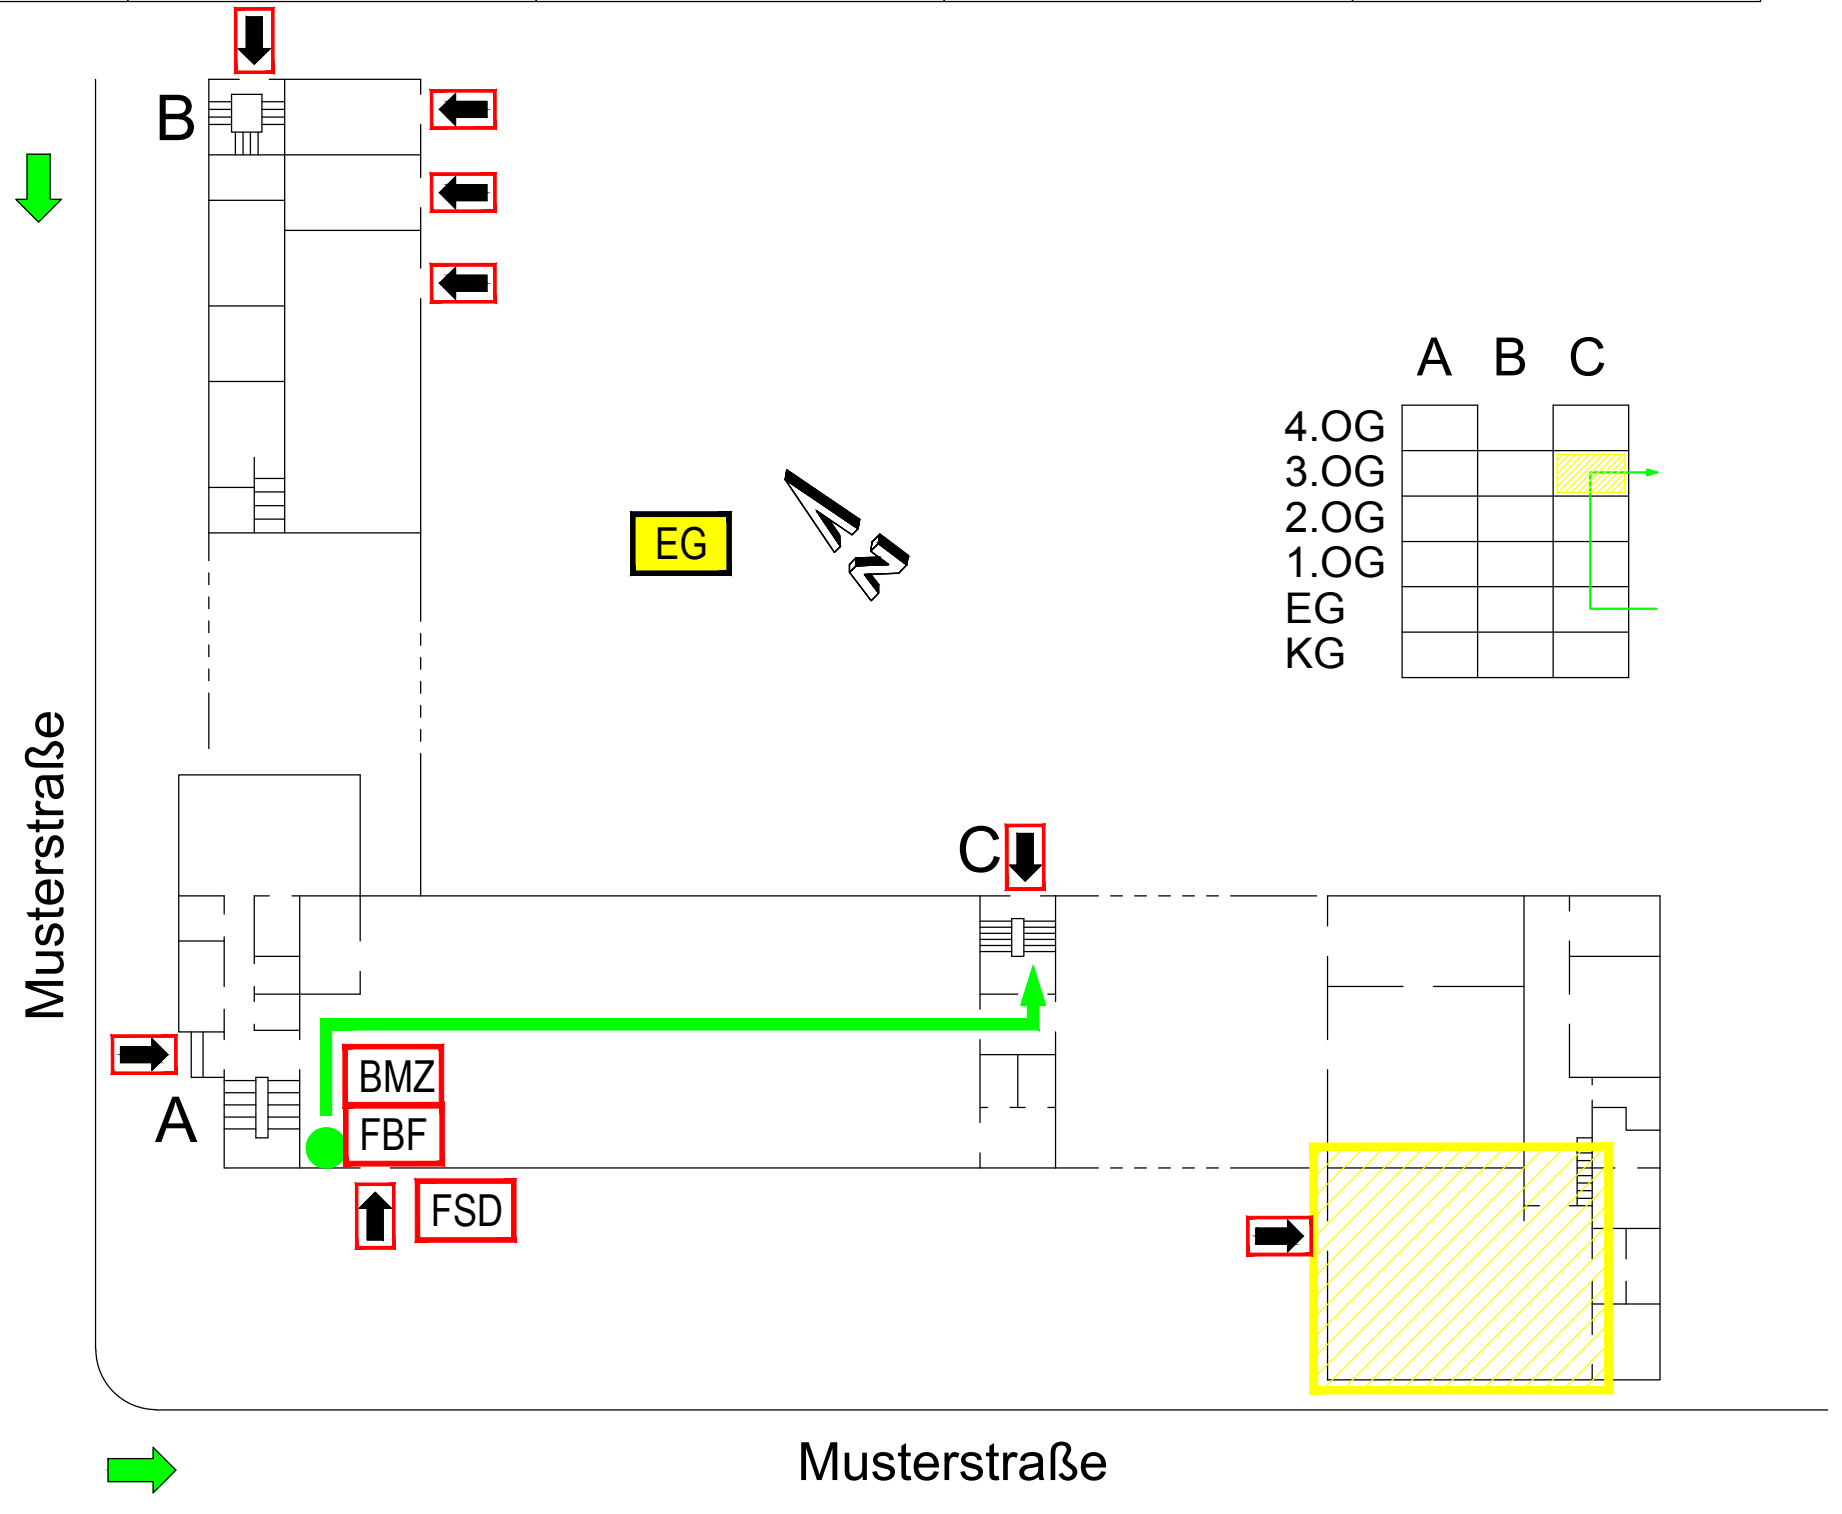 B
A B C
4.OG
3.OG
2.OG
1.OG
EG
KG
EG
N
Musterstraße
C
BMZ
FBF
A
FSD
Musterstraße